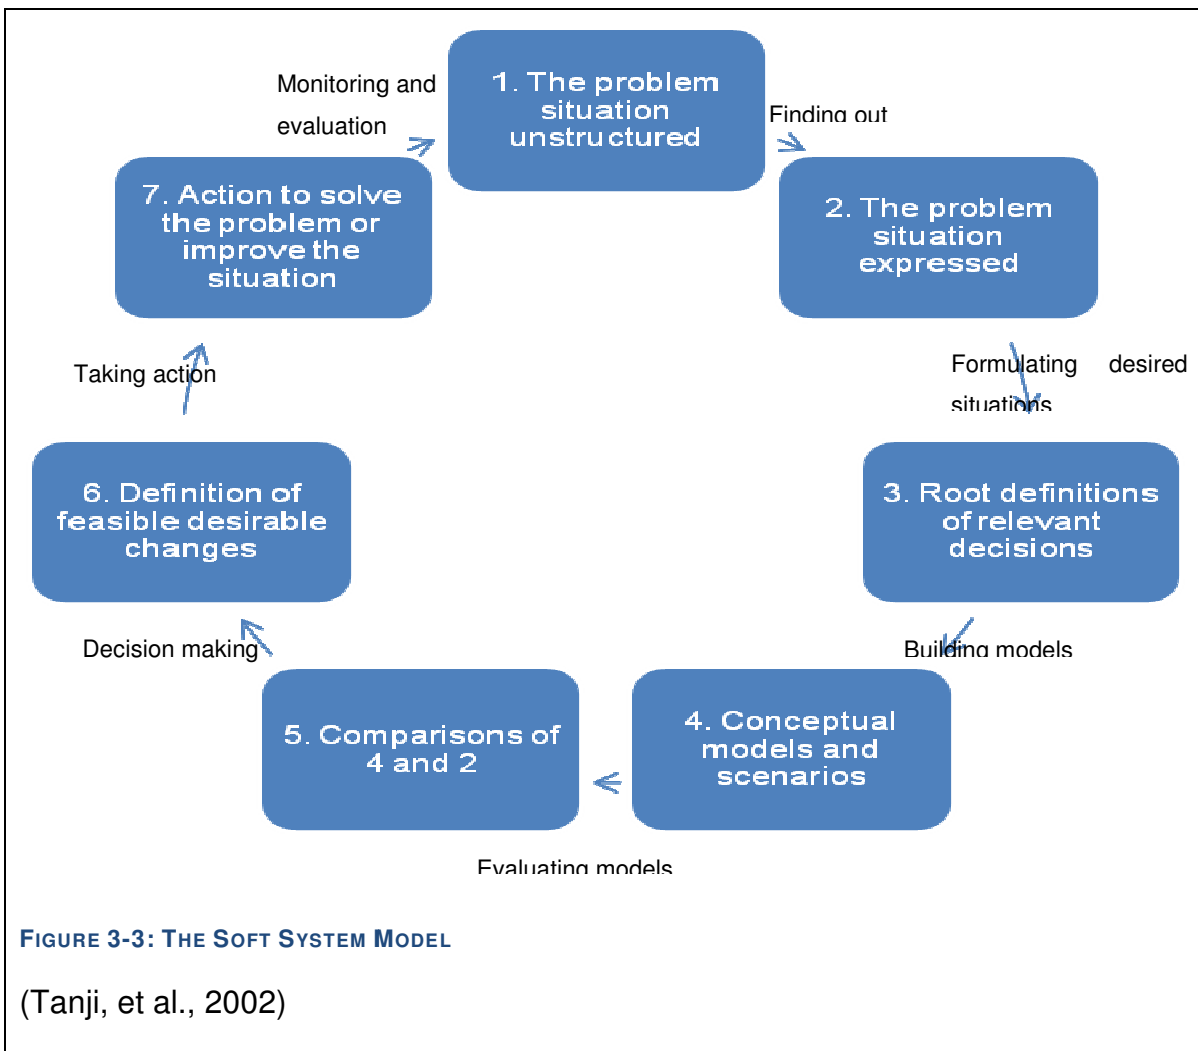 Monitoring and
evaluation
1. The problem
situation
unstructured
Finding out
7. Action to solve
the problem or
improve the
situation
2. The problem
situation
expressed
Taking action
Formulating desired
situations
6. Definition of
feasible desirable
changes
3. Root definitions
of relevant
decisions
Decision making
Building models
5. Comparisons of
4 and 2
4. Conceptual
models and
scenarios
Evaluating models
FIGURE 3-3: THE SOFT SYSTEM MODEL
(Tanji, et al., 2002)